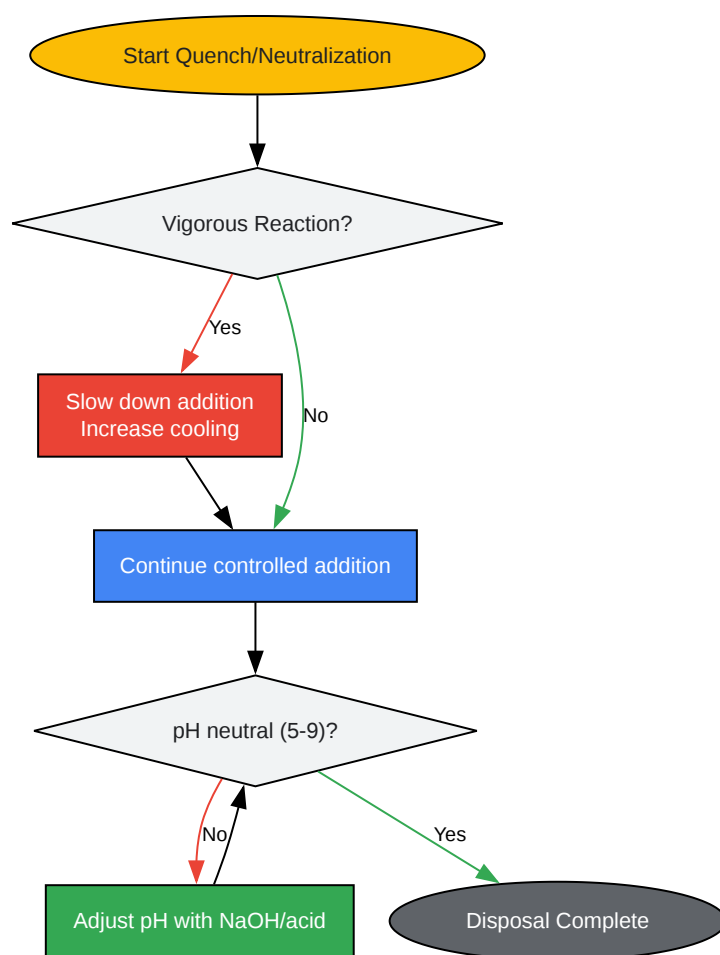 Start Quench/Neutralization
Vigorous Reaction?
Yes
Slow down addition
Increase cooling
No
Continue controlled addition
pH neutral (5-9)?
No
Yes
Adjust pH with NaOH/acid
Disposal Complete